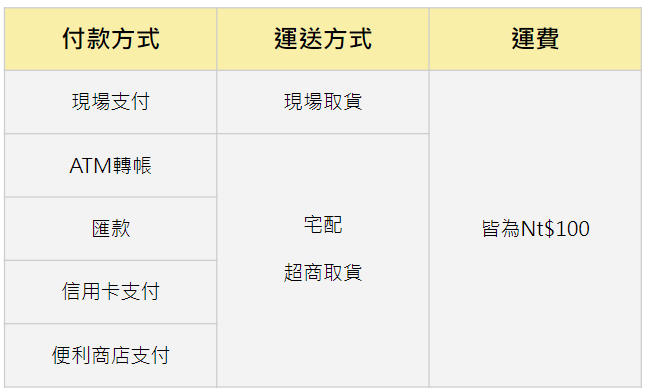 付款方式
運送方式
運費
現場支付
現場取貨
ATM轉帳
匯款
宅配
超商取貨
皆為Nt$100
信用卡支付
便利商店支付